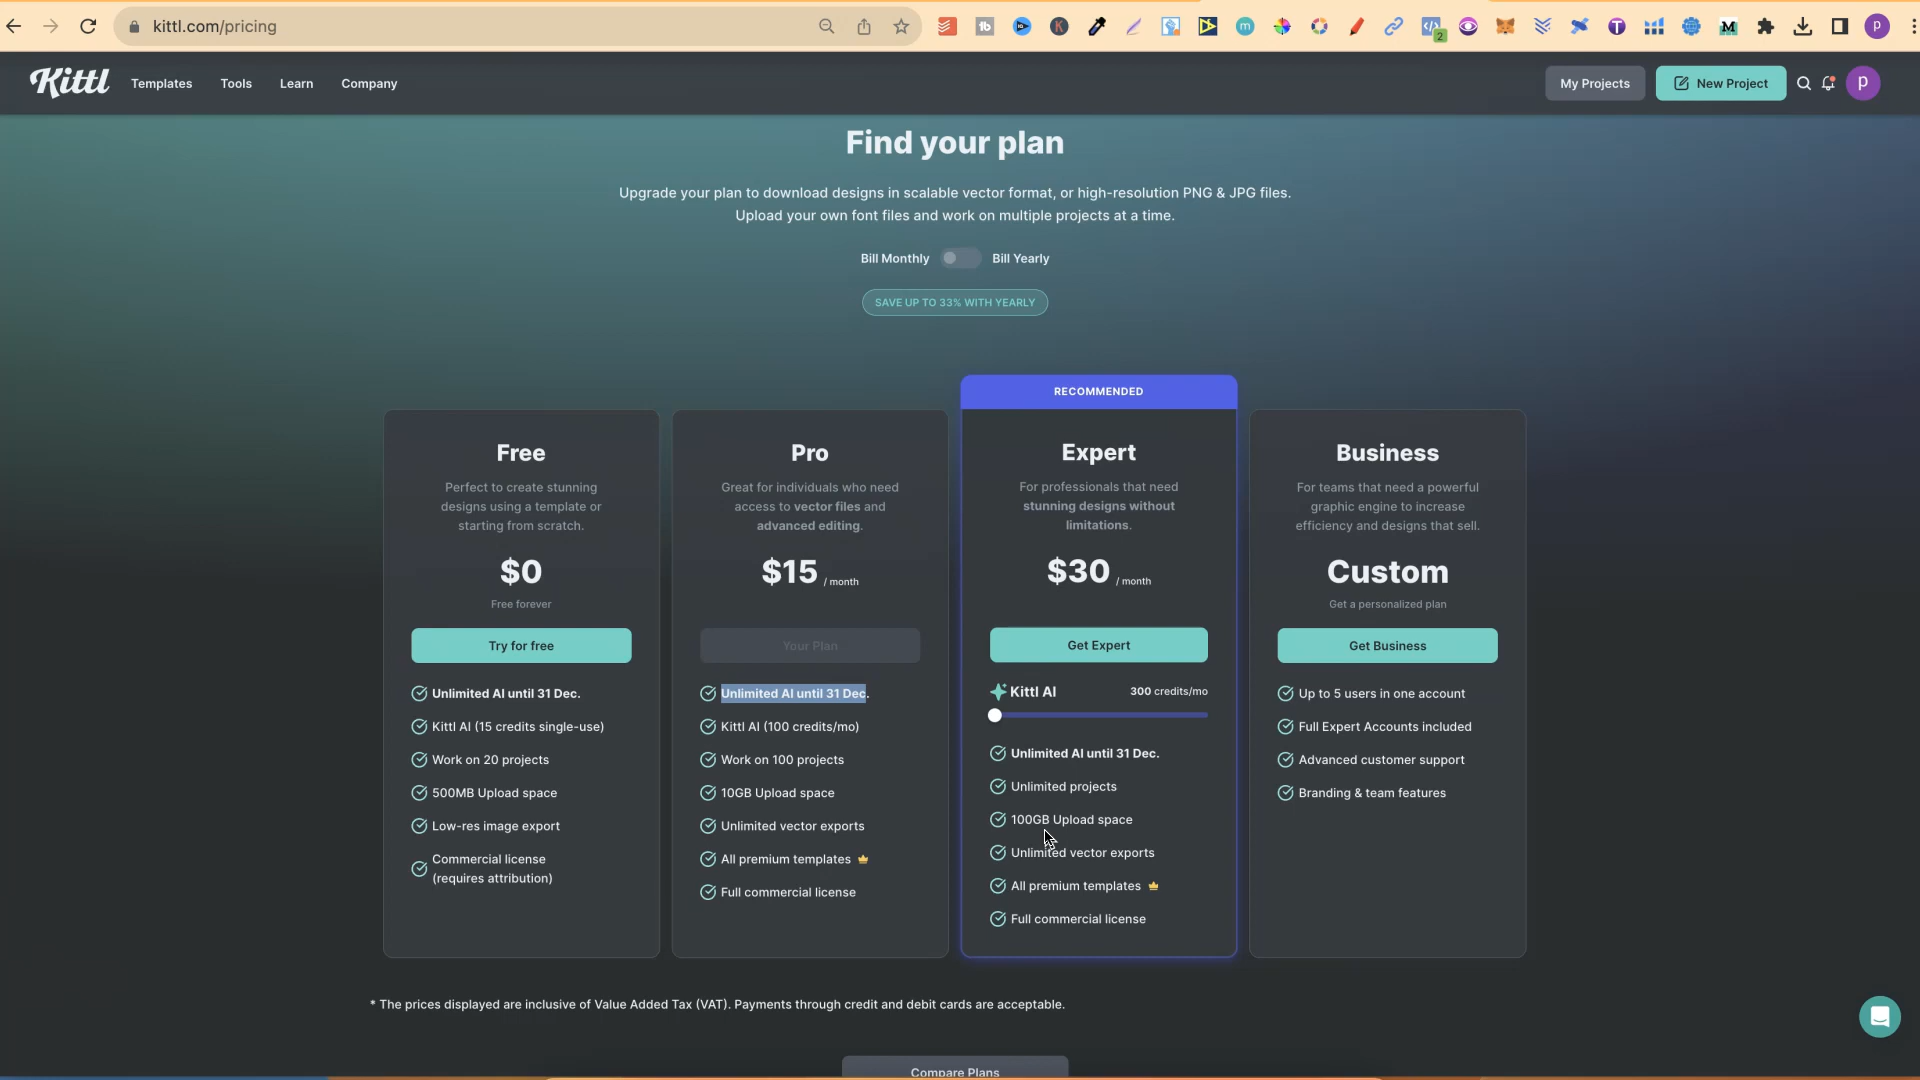 kittl.com/pricing
2
P
Kittl
Templates
Tools
Learn
Company
My Projects
New Project
p
Find your plan
Upgrade your plan to download designs in scalable vector format, or high-resolution PNG & JPG files.
Upload your own font files and work on multiple projects at a time.
Bill Monthly
Bill Yearly
SAVE UP TO 33% WITH YEARLY
Free
Perfect to create stunning
designs using a template or
starting from scratch.
$0
Free forever
Try for free
Unlimited AI until 31 Dec.
Kittl AI (15 credits single-use)
Work on 20 projects
500MB Upload space
Low-res image export
Commercial license
(requires attribution)
Pro
Great for individuals who need
access to vector files and
advanced editing.
$15 / month
Your Plan
Unlimited AI until 31 Dec.
Kittl AI (100 credits/mo)
Work on 100 projects
10GB Upload space
Unlimited vector exports
All premium templates
Full commercial license
RECOMMENDED
Expert
For professionals that need
stunning designs without
limitations.
$30 / month
Get Expert
Kittl AI
300 credits/mo
Unlimited AI until 31 Dec.
Unlimited projects
100GB Upload space
Unlimited vector exports
All premium templates
Full commercial license
Business
For teams that need a powerful
graphic engine to increase
efficiency and designs that sell.
Custom
Get a personalized plan
Get Business
Up to 5 users in one account
Full Expert Accounts included
Advanced customer support
Branding & team features
* The prices displayed are inclusive of Value Added Tax (VAT). Payments through credit and debit cards are acceptable.
Compare Plans